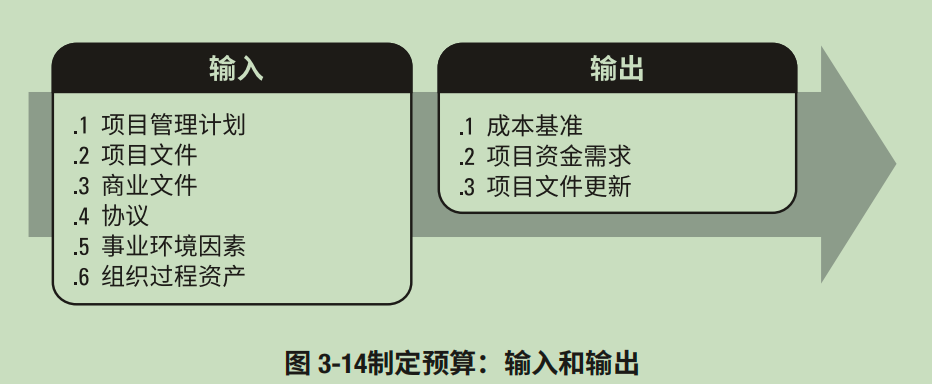 输入
.1 项目管理计划
.2 项目文件
.3 商业文件
.4 协议
.5 事业环境因素
.6 组织过程资产
输出
.1 成本基准
.2 项目资金需求
.3 项目文件更新
图 3-14制定预算：输入和输出